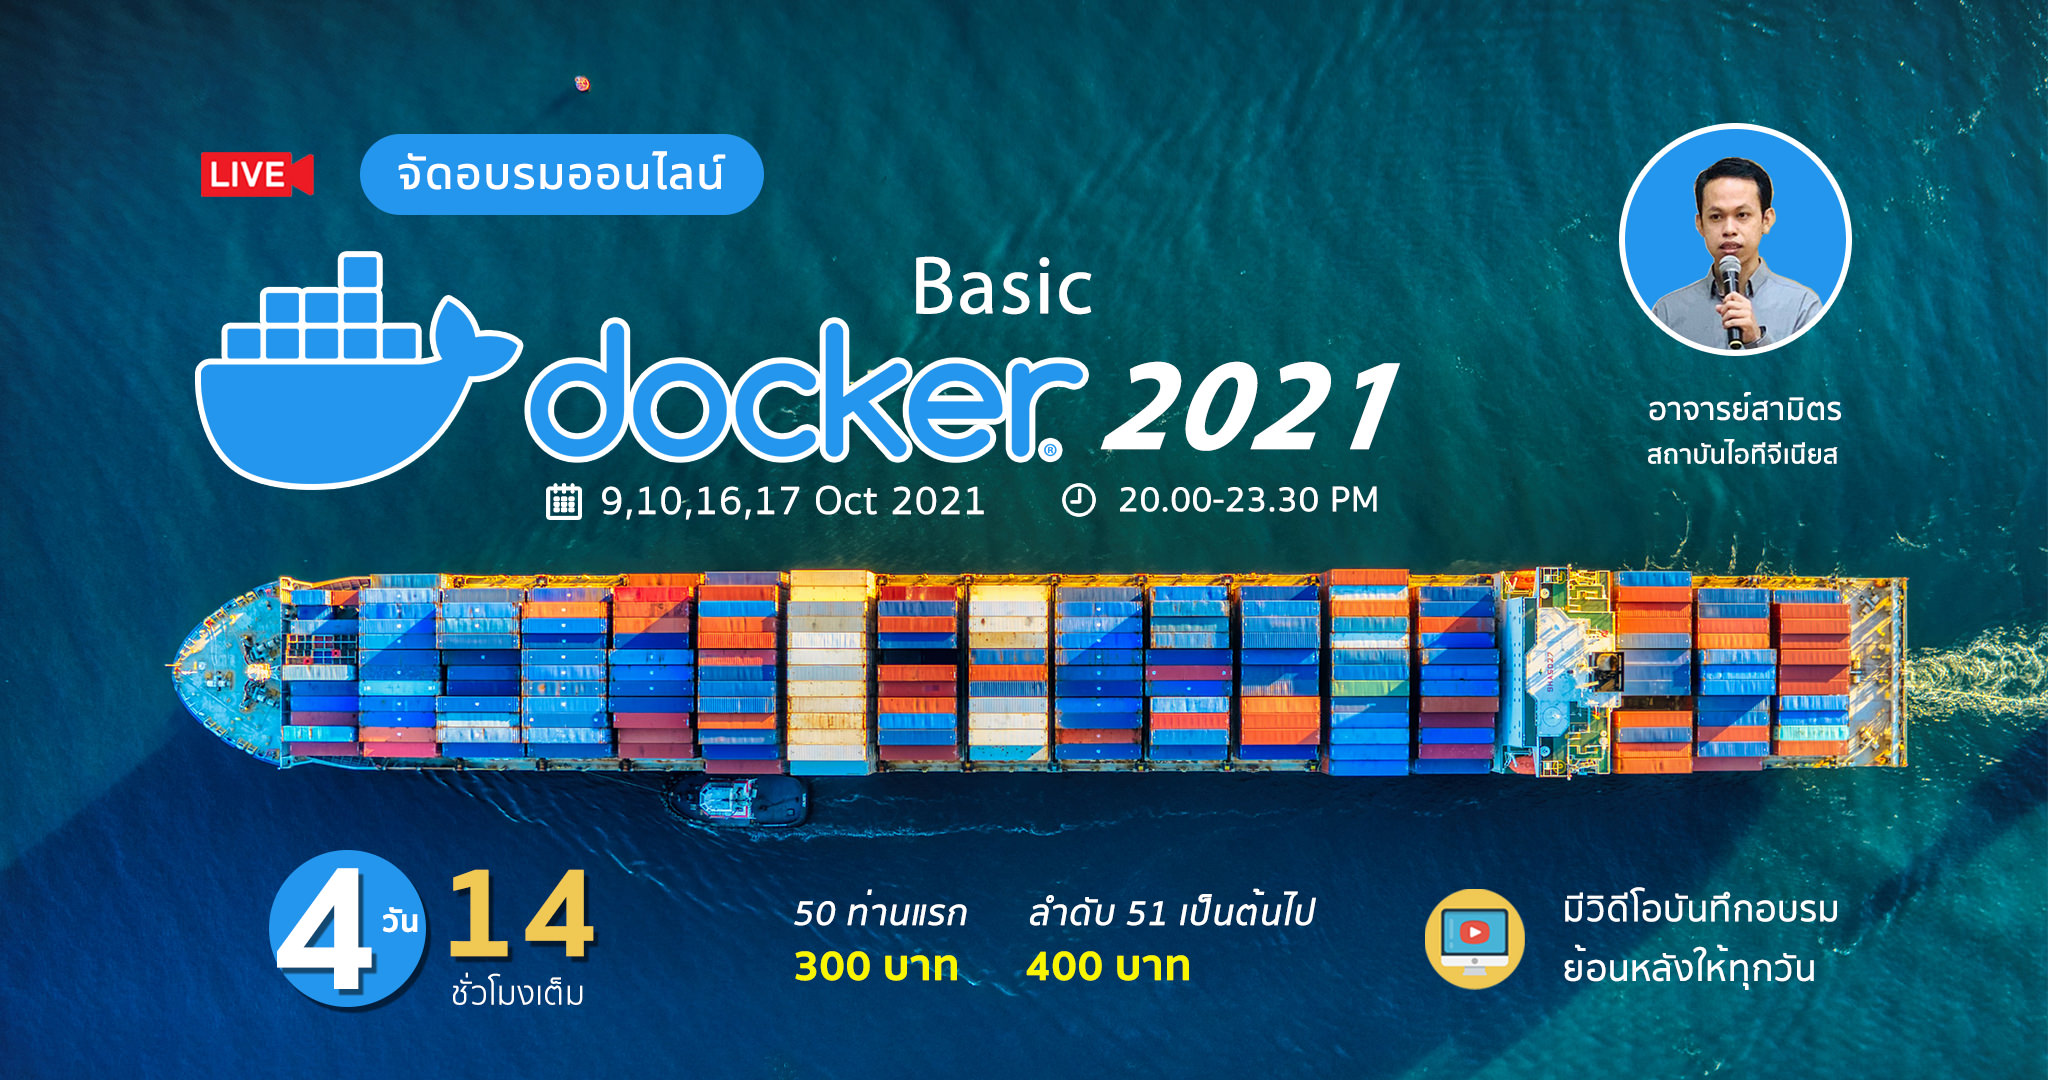 LIVE
จัดอบรมออนไลน์
Basic
docker® 2021
9,10,16,17 Oct 2021
20.00-23.30 PM
อาจารย์สามิตร
สถาบันไอทีจีเนียส
4 วัน
14
ชั่วโมงเต็ม
50 ท่านแรก
300 บาท
ลำดับ 51 เป็นต้นไป
400 บาท
มีวิดีโอบันทึกอบรม
ย้อนหลังให้ทุกวัน